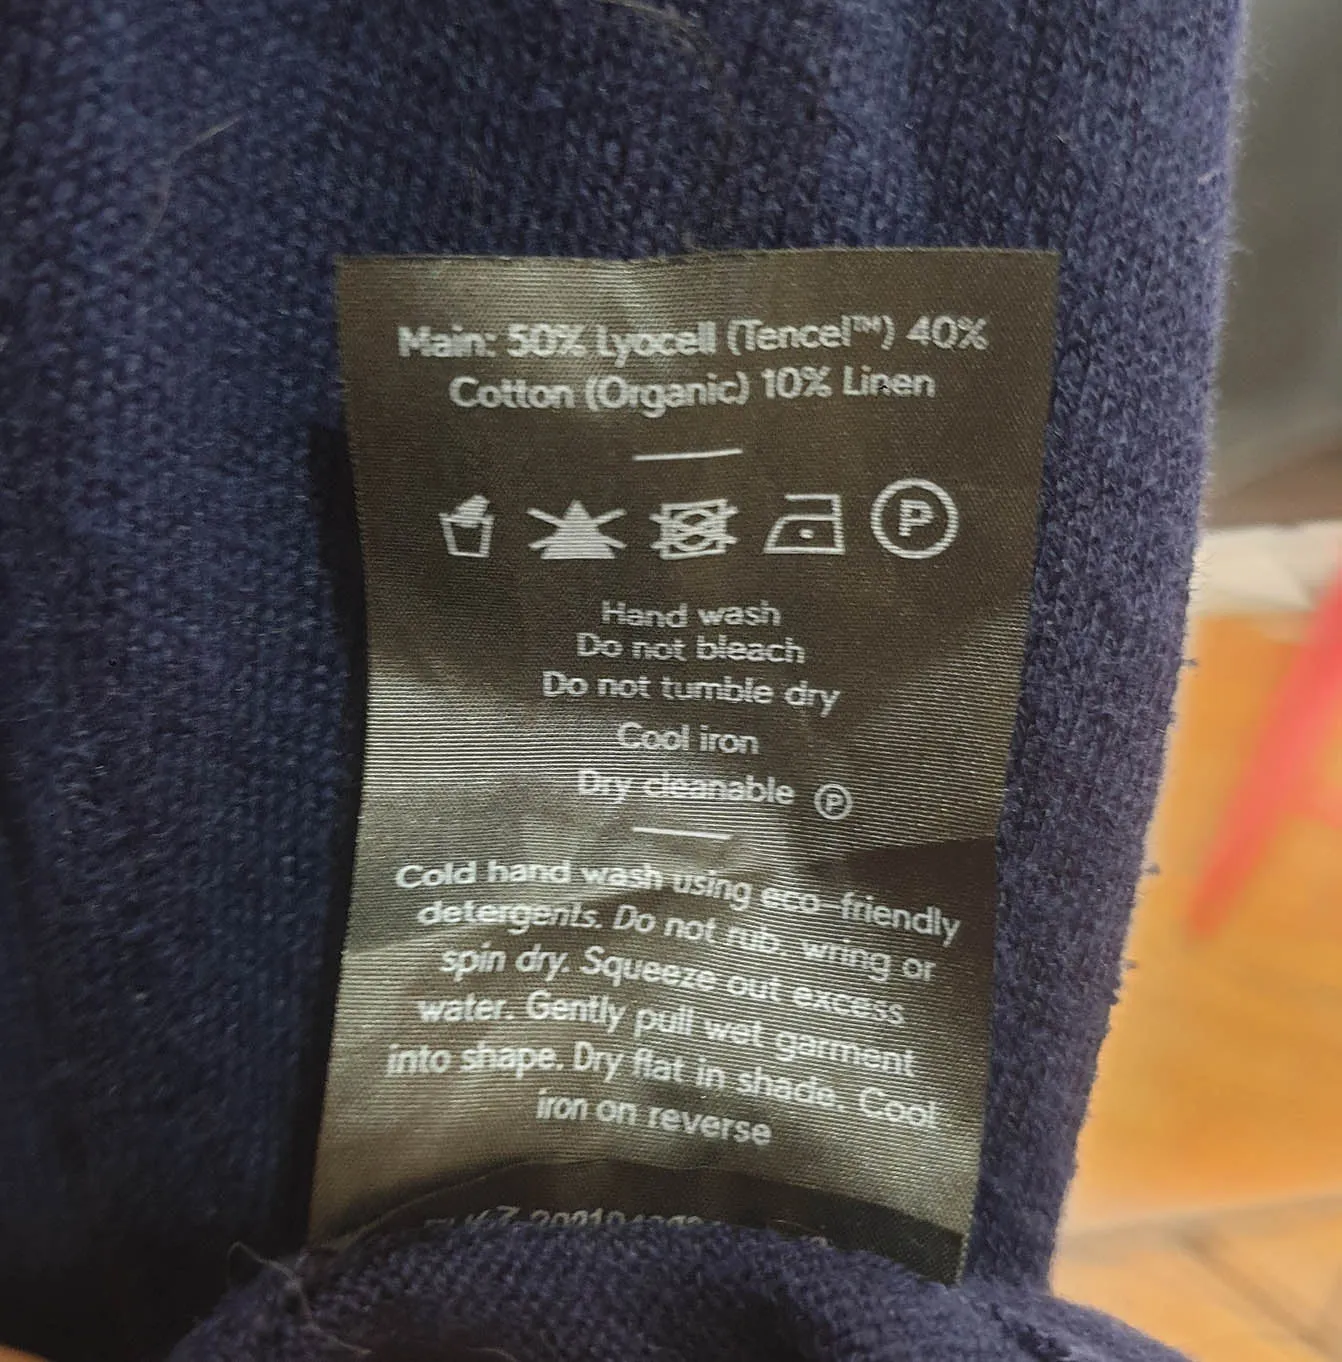 Main: 50% Lyocell (Tencel™) 40%
Cotton (Organic) 10% Linen
P
Hand wash
Do not bleach
Do not tumble dry
Cool iron
Dry cleanable Ⓟ
Cold hand wash using eco-friendly
detergents. Do not rub, wring or
spin dry. Squeeze out excess
water. Gently pull wet garment
into shape. Dry flat in shade. Cool
iron on reverse